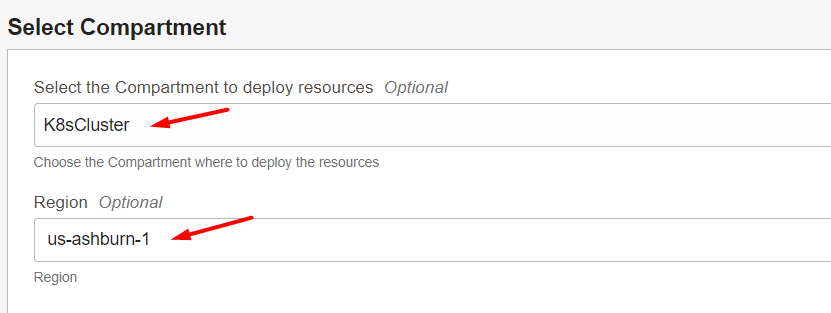 Select Compartment
Select the Compartment to deploy resources Optional
K8sCluster
Choose the Compartment where to deploy the resources
Region Optional
us-ashburn-1
Region